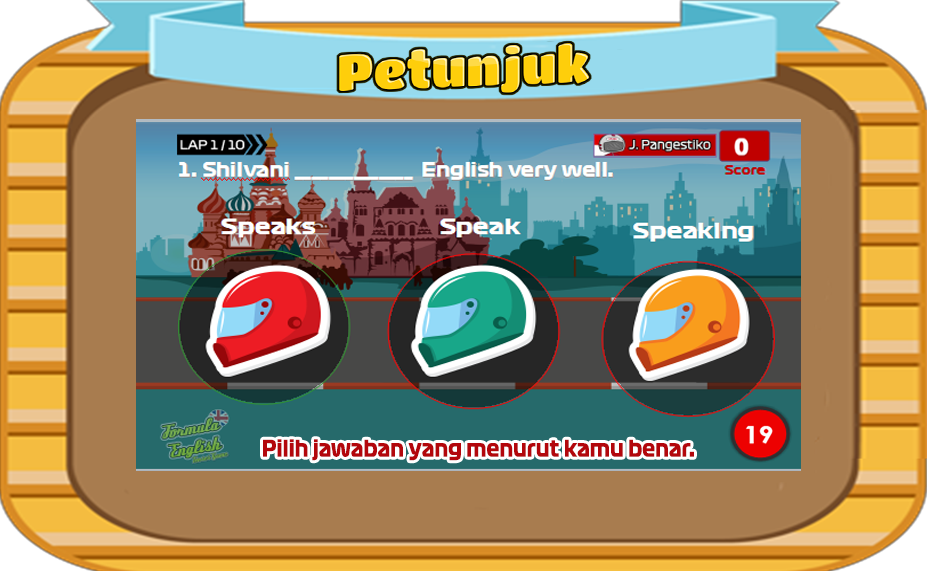 Petunjuk
LAP 1 / 10
J. Pangestiko
0
Score
1. Shilvani __________ English very well.
Speaks
Speak
Speaking
Formula
English
Pilih jawaban yang menurut kamu benar.
19